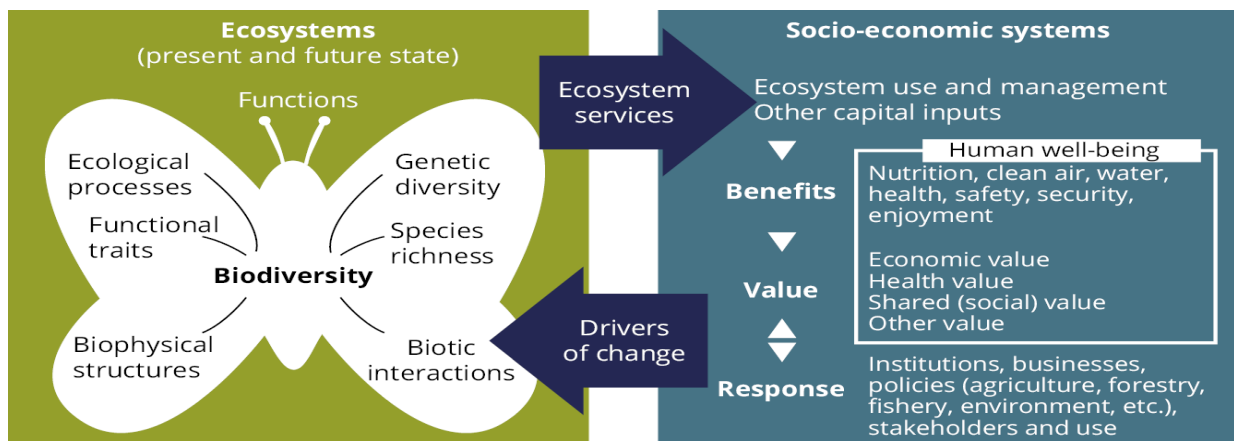 Ecosystems
(present and future state)
Functions
Ecological
processes
Genetic
diversity
Functional
traits
Species
richness
Biodiversity
Biophysical
structures
Biotic
interactions
Ecosystem
services
Drivers
of change
Socio-economic systems
Ecosystem use and management
Other capital inputs
Human well-being
Benefits
Nutrition, clean air, water,
health, safety, security,
enjoyment
Value
Economic value
Health value
Shared (social) value
Other value
Response
Institutions, businesses,
policies (agriculture, forestry,
fishery, environment, etc.),
stakeholders and use